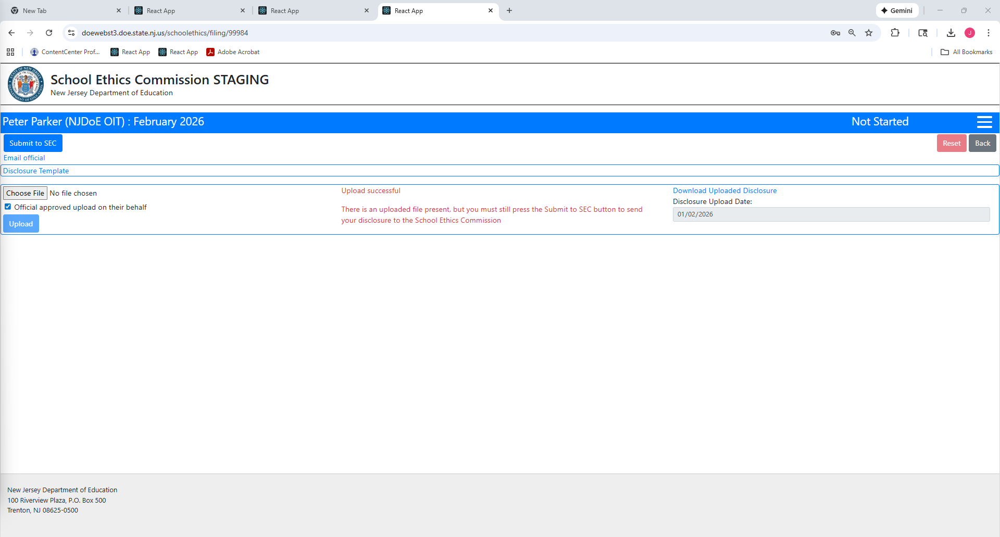 New Tab
React App
React App
React App
Gemini
doewebst3.doe.state.nj.us/schoolethics/filing/99984
J
ContentCenter Prof...
React App
React App
Adobe Acrobat
All Bookmarks
School Ethics Commission STAGING
New Jersey Department of Education
Peter Parker (NJDoE OIT) : February 2026
Not Started
Submit to SEC
Reset
Back
Email official
Disclosure Template
Choose File No file chosen
Official approved upload on their behalf
Upload
Upload successful
There is an uploaded file present, but you must still press the Submit to SEC button to send
your disclosure to the School Ethics Commission
Download Uploaded Disclosure
Disclosure Upload Date:
01/02/2026
New Jersey Department of Education
100 Riverview Plaza, P.O. Box 500
Trenton, NJ 08625-0500